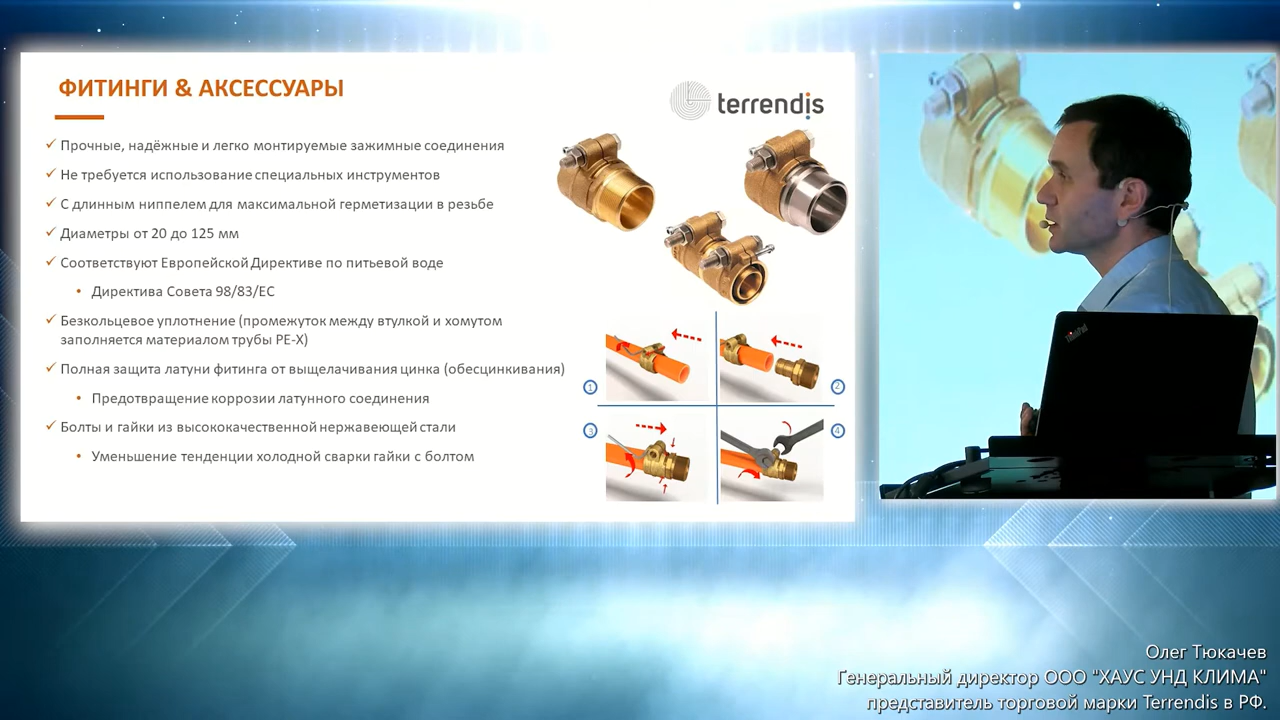 ФИТИНГИ & АКСЕССУАРЫ
terrendis
✓ Прочные, надёжные и легко монтируемые зажимные соединения
✓ Не требуется использование специальных инструментов
✓ С длинным ниппелем для максимальной герметизации в резьбе
✓ Диаметры от 20 до 125 мм
✓ Соответствуют Европейской Директиве по питьевой воде
• Директива Совета 98/83/ЕС
✓ Безкольцевое уплотнение (промежуток между втулкой и хомутом
заполняется материалом трубы PE-X)
✓ Полная защита латуни фитинга от выщелачивания цинка (обесцинкивания)
• Предотвращение коррозии латунного соединения
✓ Болты и гайки из высококачественной нержавеющей стали
• Уменьшение тенденции холодной сварки гайки с болтом
1
2
3
4
ThinkPad
Олег Тюкачев
Генеральный директор ООО "ХАУС УНД КЛИМА"
представитель торговой марки Terrendis в РФ.